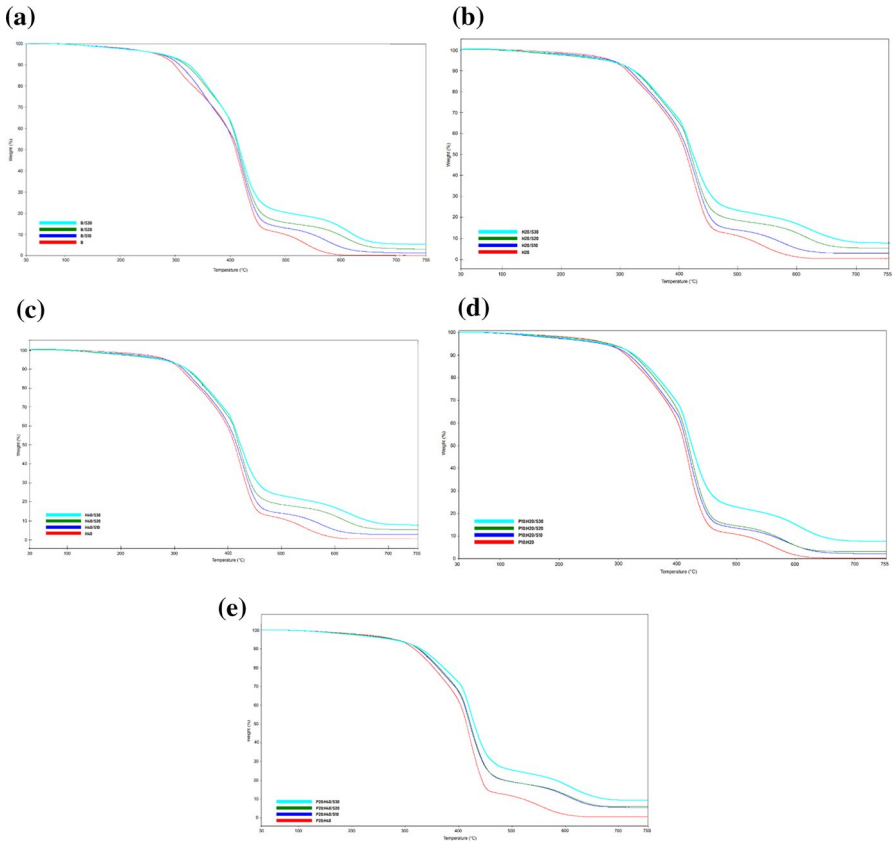 (a)
100
90
80
70
60
50
40
30
20
10
0
Weight (%)
B/S30
B/S20
B/S10
B
30 100 200 300 400 500 600 700 755
Temperature (°C)
(b)
100
90
80
70
60
50
40
30
20
10
0
Weight (%)
H20/S30
H20/S20
H20/S10
H20
30 100 200 300 400 500 600 700 755
Temperature (°C)
(c)
100
90
80
70
60
50
40
30
20
10
0
Weight (%)
H40/S30
H40/S20
H40/S10
H40
30 100 200 300 400 500 600 700 755
Temperature (°C)
(d)
100
90
80
70
60
50
40
30
20
10
0
Weight (%)
P10/H20/S30
P10/H20/S20
P10/H20/S10
P10/H20
30 100 200 300 400 500 600 700 755
Temperature (°C)
(e)
100
90
80
70
60
50
40
30
20
10
0
Weight (%)
P20/H40/S30
P20/H40/S20
P20/H40/S10
P20/H40
30 100 200 300 400 500 600 700 755
Temperature (°C)